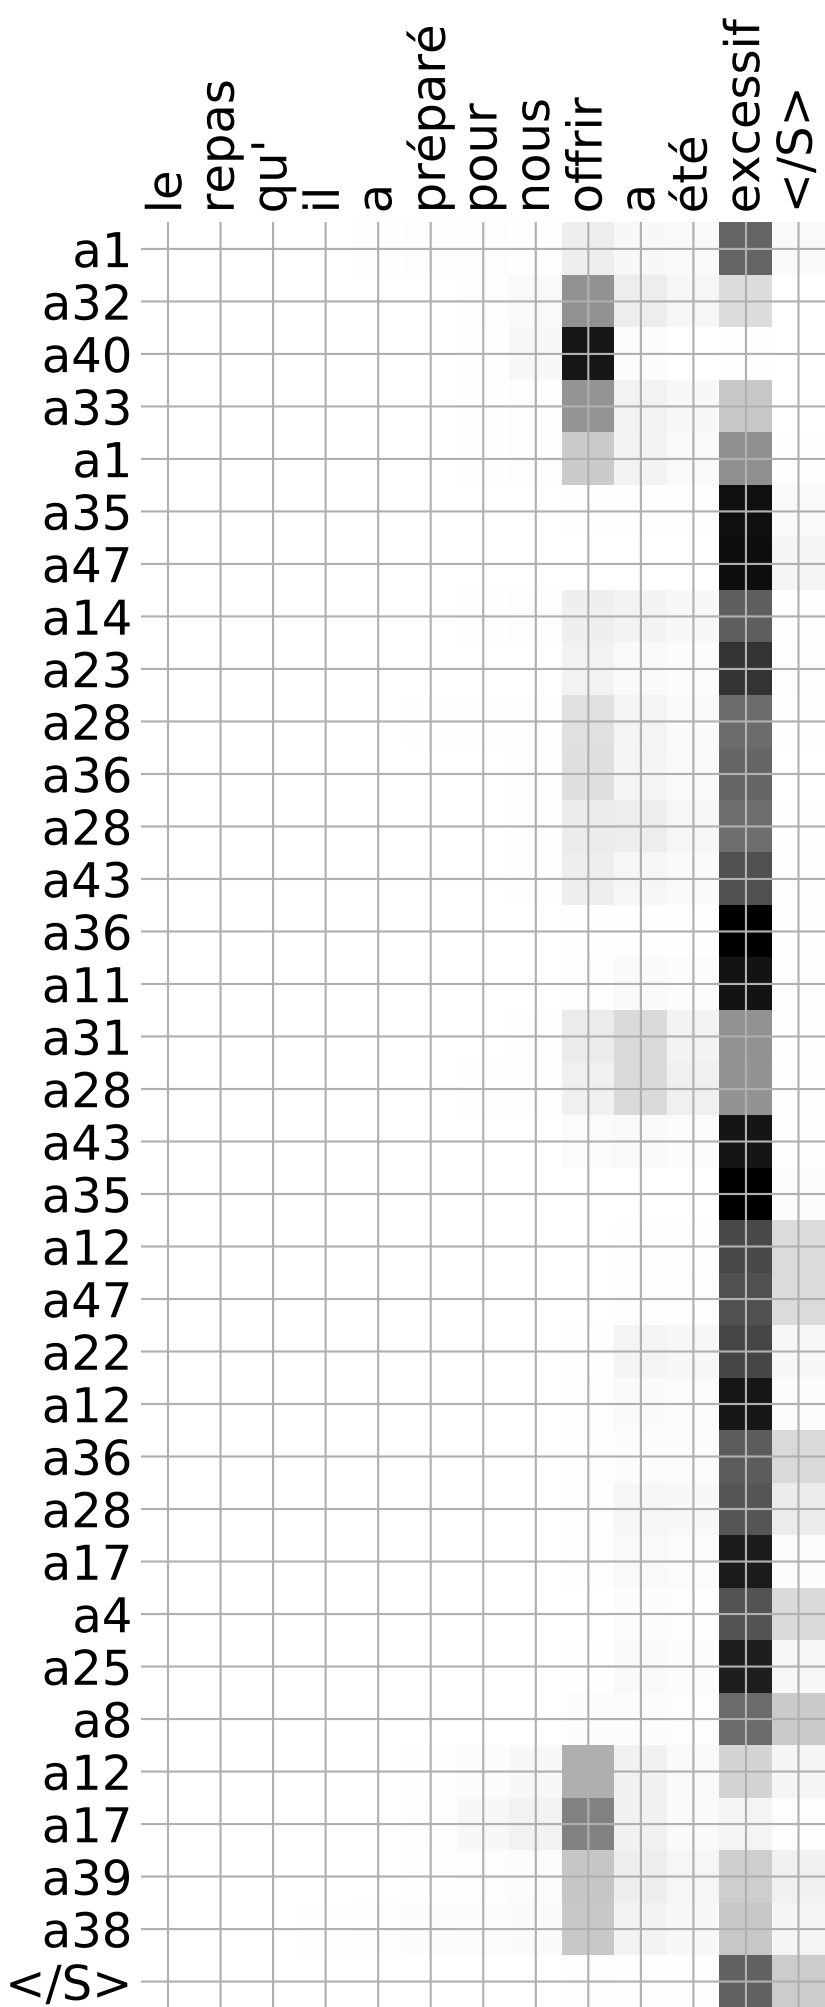 le
repas
qu'
il
a
préparé
pour
nous
offrir
a
été
excessif
</S>
a1
a32
a40
a33
a1
a35
a47
a14
a23
a28
a36
a28
a43
a36
a11
a31
a28
a43
a35
a12
a47
a22
a12
a36
a28
a17
a4
a25
a8
a12
a17
a39
a38
</S>